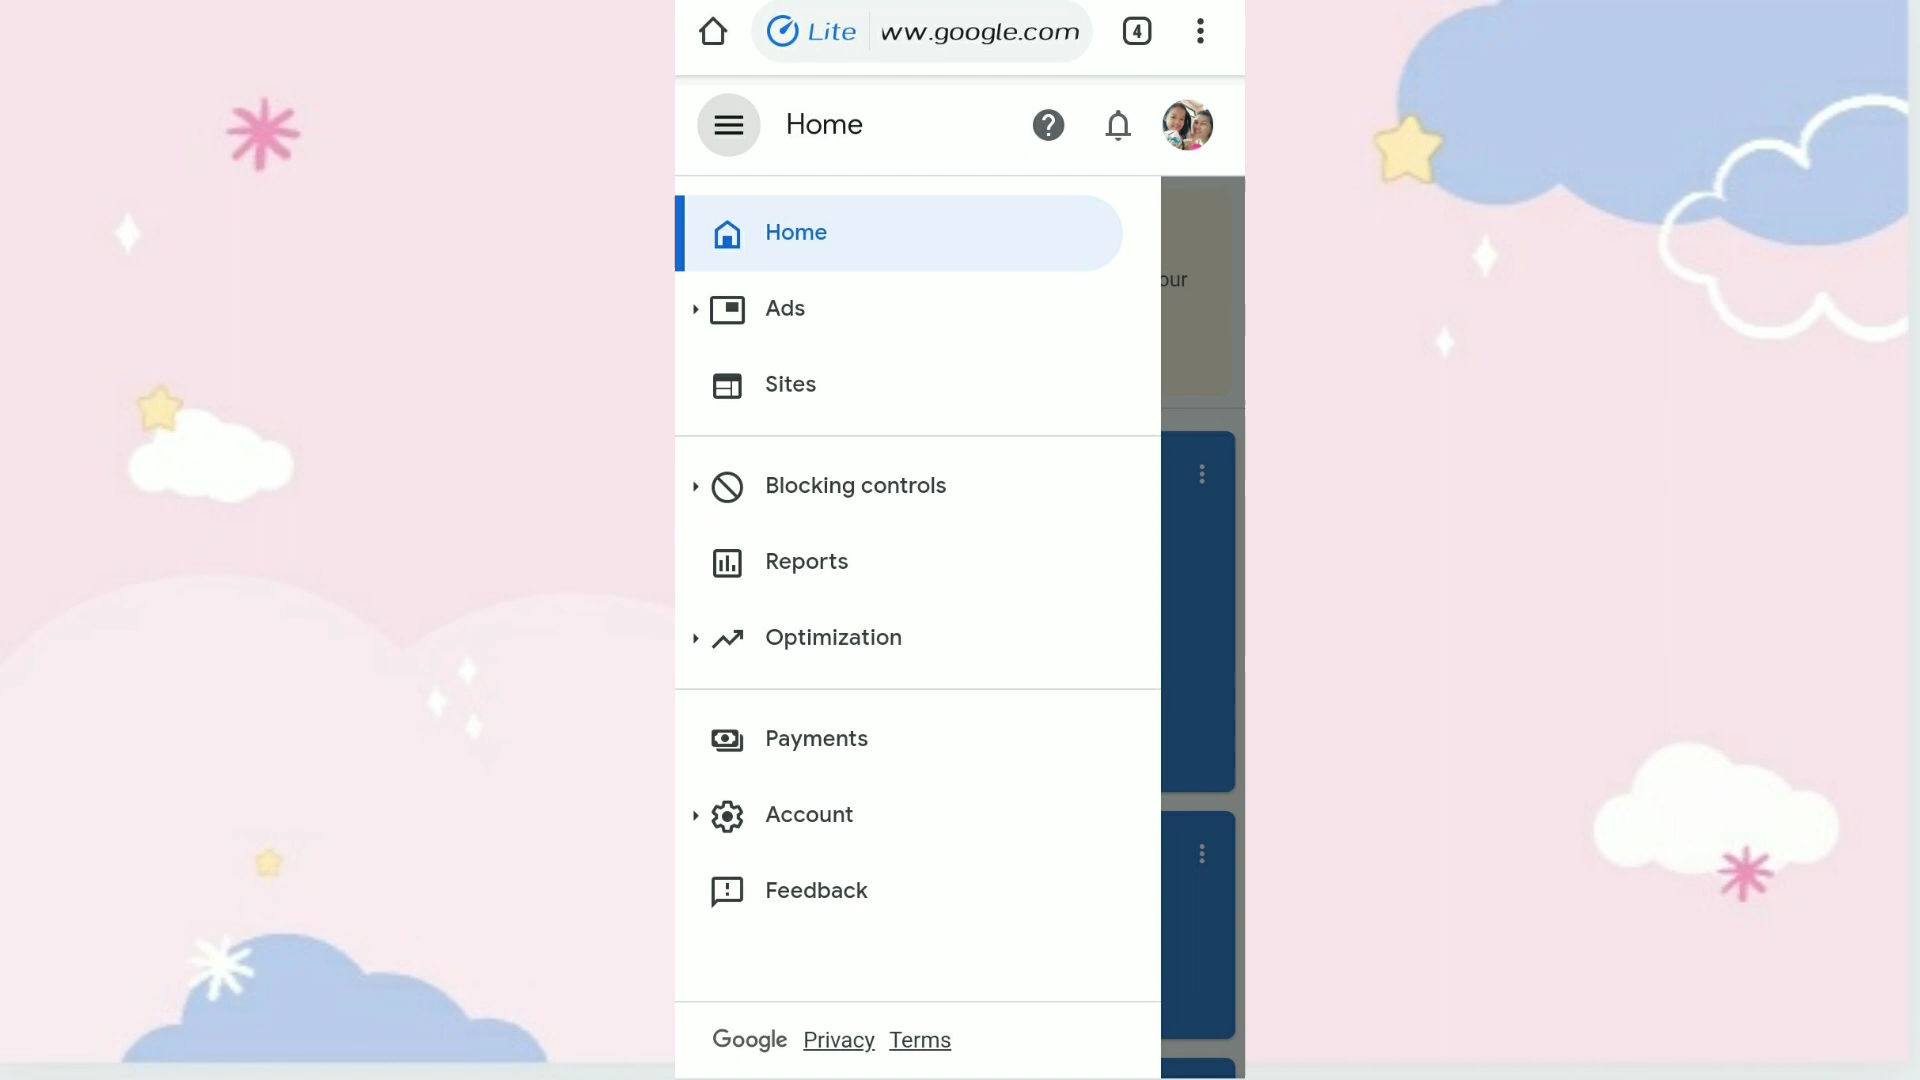 Lite ww.google.com 4
Home
Home
our
Ads
Sites
Blocking controls
Reports
Optimization
Payments
Account
Feedback
Google Privacy Terms